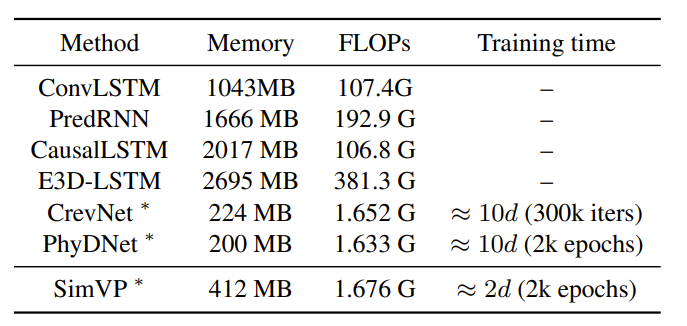 Method Memory FLOPs Training time
ConvLSTM 1043MB 107.4G –
PredRNN 1666 MB 192.9 G –
CausalLSTM 2017 MB 106.8 G –
E3D-LSTM 2695 MB 381.3 G –
CrevNet * 224 MB 1.652 G ≈ 10d (300k iters)
PhyDNet * 200 MB 1.633 G ≈ 10d (2k epochs)
SimVP * 412 MB 1.676 G ≈ 2d (2k epochs)